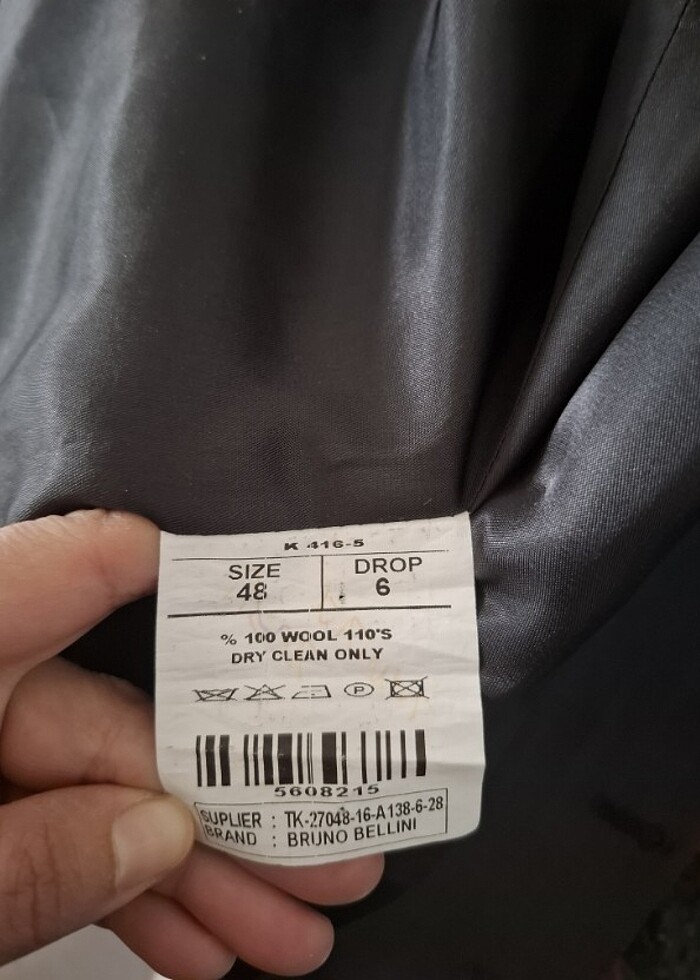 K 416-5
SIZE DROP
48 6
% 100 WOOL 110'S
DRY CLEAN ONLY
P
5608215
SUPLIER : TK-27048-16-A138-6-28
BRAND : BRUNO BELLINI